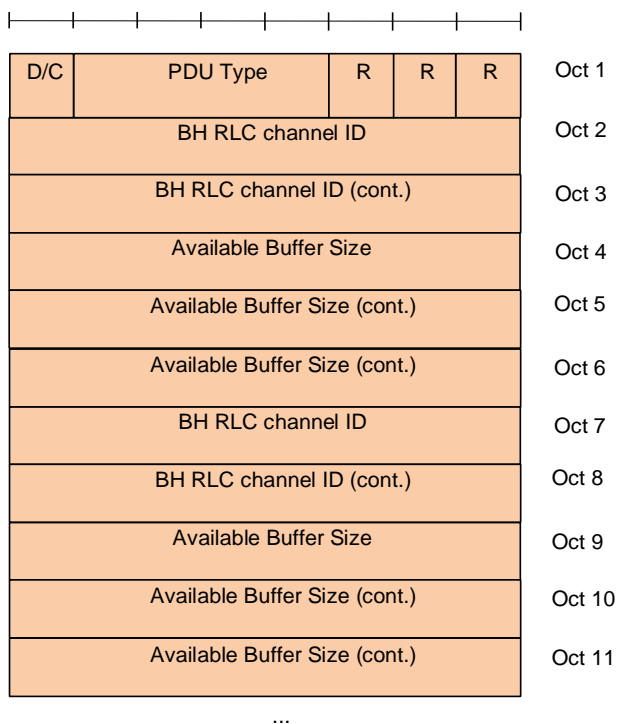 D/C PDU Type R R R Oct 1
BH RLC channel ID Oct 2
BH RLC channel ID (cont.) Oct 3
Available Buffer Size Oct 4
Available Buffer Size (cont.) Oct 5
Available Buffer Size (cont.) Oct 6
BH RLC channel ID Oct 7
BH RLC channel ID (cont.) Oct 8
Available Buffer Size Oct 9
Available Buffer Size (cont.) Oct 10
Available Buffer Size (cont.) Oct 11
...